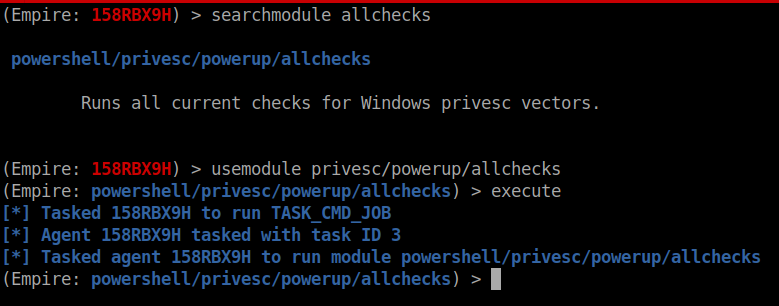 (Empire: 158RBX9H) > searchmodule allchecks
powershell/privesc/powerup/allchecks
Runs all current checks for Windows privesc vectors.
(Empire: 158RBX9H) > usemodule privesc/powerup/allchecks
(Empire: powershell/privesc/powerup/allchecks) > execute
[*] Tasked 158RBX9H to run TASK_CMD_JOB
[*] Agent 158RBX9H tasked with task ID 3
[*] Tasked agent 158RBX9H to run module powershell/privesc/powerup/allchecks
(Empire: powershell/privesc/powerup/allchecks) >